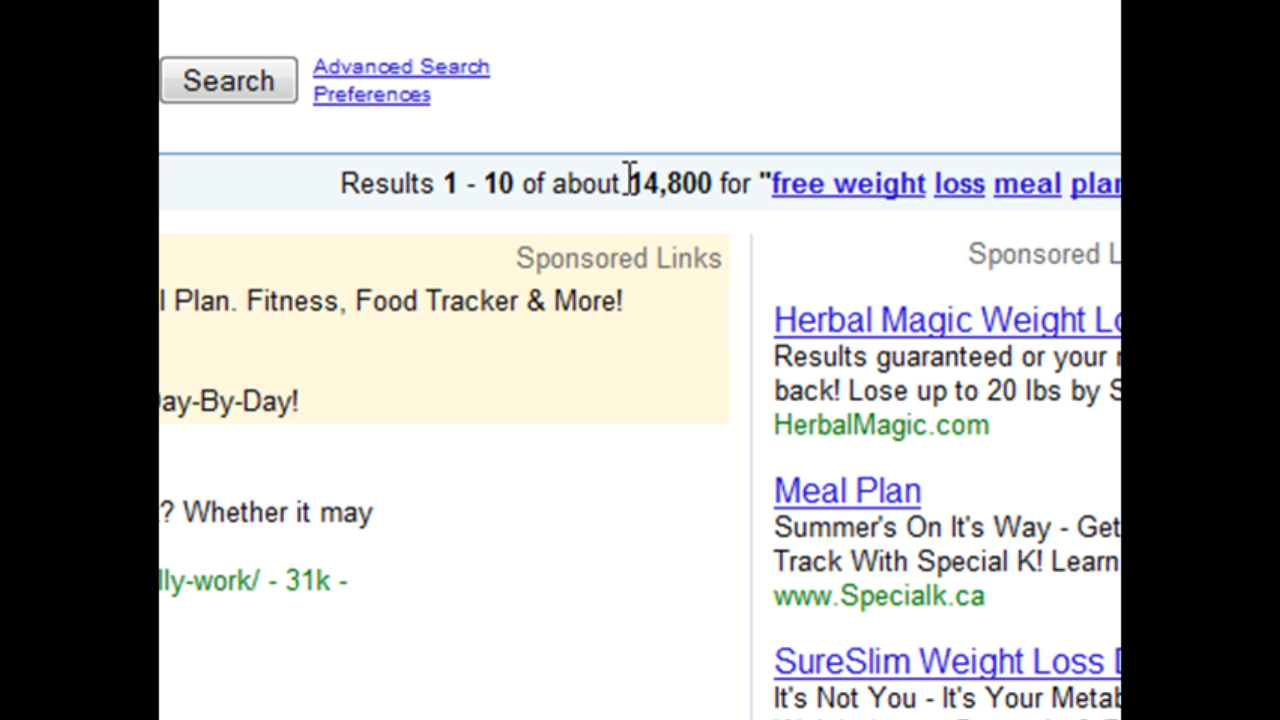 Search
Advanced Search
Preferences
Results 1 - 10 of about 14,800 for "free weight loss meal plan
Sponsored Links
l Plan. Fitness, Food Tracker & More!
ay-By-Day!
? Whether it may
lly-work/ - 31k -
Sponsored L
Herbal Magic Weight Lo
Results guaranteed or your
back! Lose up to 20 lbs by S
HerbalMagic.com
Meal Plan
Summer's On It's Way - Get
Track With Special K! Learn
www.Specialk.ca
SureSlim Weight Loss
It's Not You - It's Your Metab